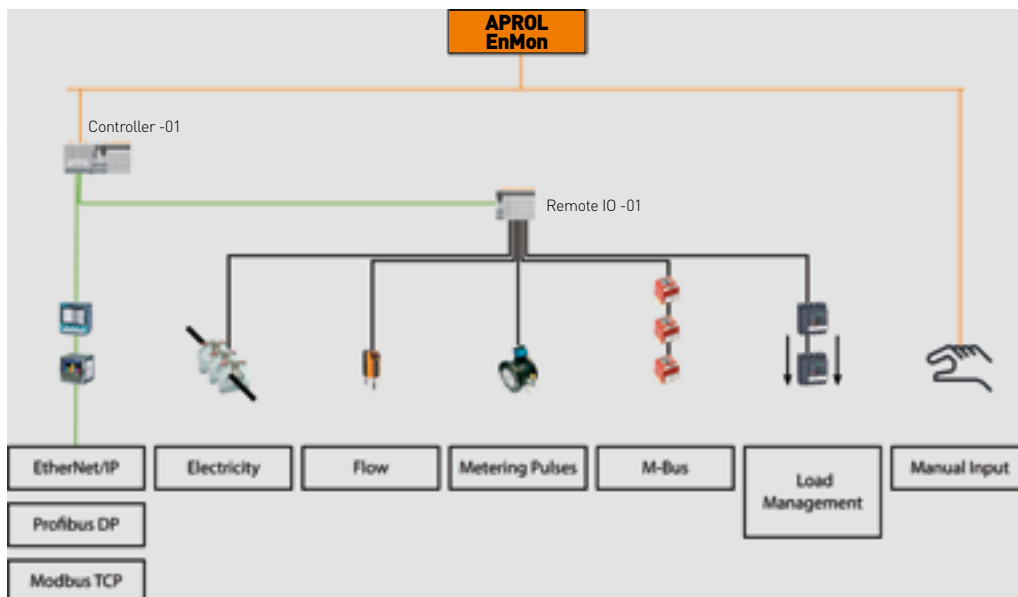 APROL
EnMon
Controller -01
Remote IO -01
EtherNet/IP
Electricity
Flow
Metering Pulses
M-Bus
Load
Management
Manual Input
Profibus DP
Modbus TCP